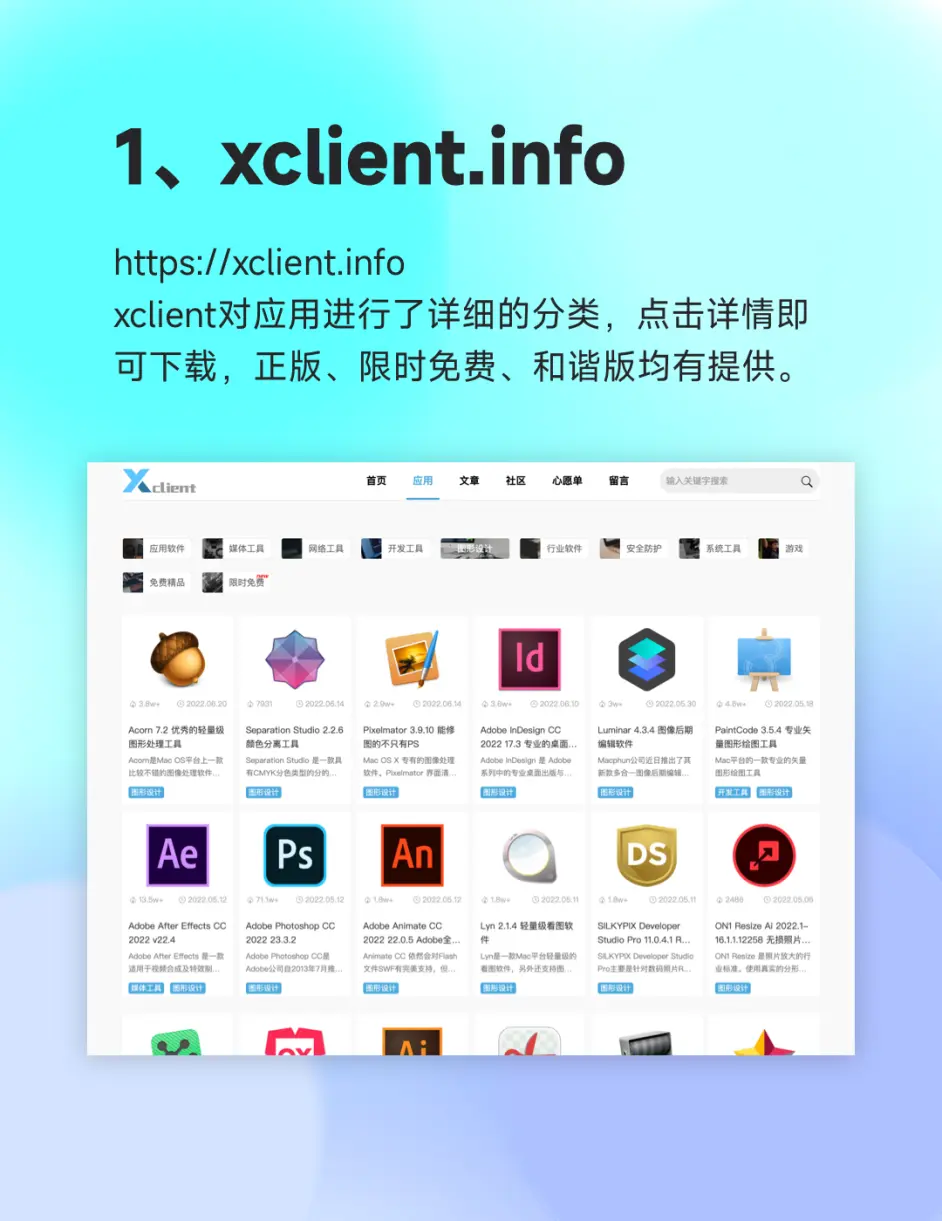 1、xclient.info
https://xclient.info
xclient对应用进行了详细的分类，点击详情即
可下载，正版、限时免费、和谐版均有提供。
Xclient
首页 应用 文章 社区 心愿单 留言 输入关键字搜索
应用软件 媒体工具 网络工具 开发工具 图形设计 行业软件 安全防护 系统工具 游戏
免费精品 限时免费 new
Id
3.8w+ 2022.06.20 7931 2022.06.14 2.9w+ 2022.06.14 3.6w+ 2022.06.10 3w+ 2022.05.30 4.8w+ 2022.05.18
Acorn 7.2 优秀的轻量级 Separation Studio 2.2.6 Pixelmator 3.9.10 能修 Adobe InDesign CC Luminar 4.3.4 图像后期 PaintCode 3.5.4 专业矢
图形图像处理工具 颜色分离工具 图的不只有PS 2022 17.3 专业的桌面... 编辑软件 量图形绘图工具
Acorn是Mac OS平台上一款 Separation Studio 是一款具 Mac OS X 专有的图像处理 Adobe InDesign 是 Adobe Macphun公司近日推出了其 Mac平台的一款专业的矢量
比较不错的图像处理软件... 有CMYK分色类型的分的... 软件、Pixelmator 界面清... 系列中的专业桌面出版与... 新款多合一图像后期编辑... 图形绘图工具
图形设计 图形设计 图形设计 图形设计 图形设计 开发工具 图形设计
Ae Ps An DS
13.5w+ 2022.05.12 71.1w+ 2022.05.12 1.8w+ 2022.05.12 1.8w+ 2022.05.11 1.8w+ 2022.05.11 2486 2022.05.06
Adobe After Effects CC Adobe Photoshop CC Adobe Animate CC Lyn 2.1.4 轻量级看图软 SILKYPIX Developer ON1 Resize AI 2022.1-
2022 v22.4 2022 23.3.2 2022 22.0.5 Adobe全... 件 Studio Pro 11.0.4.1 R... 16.1.1.12258 无损照片...
Adobe After Effects 是一款 Adobe Photoshop CC是 Animate CC 依然会对Flash Lyn是一款Mac平台轻量级的 SILKYPIX Developer Studio ON1 Resize 是照片放大的行
适用于视频合成及特效制... Adobe公司自2013年7月推... 文件SWF有完美支持，但... 看图软件，另外还支持图... Pro主要是针对数码照片R... 业标准。使用真实的分形...
媒体工具 图形设计 图形设计 图形设计 图形设计 图形设计 图形设计
Ai